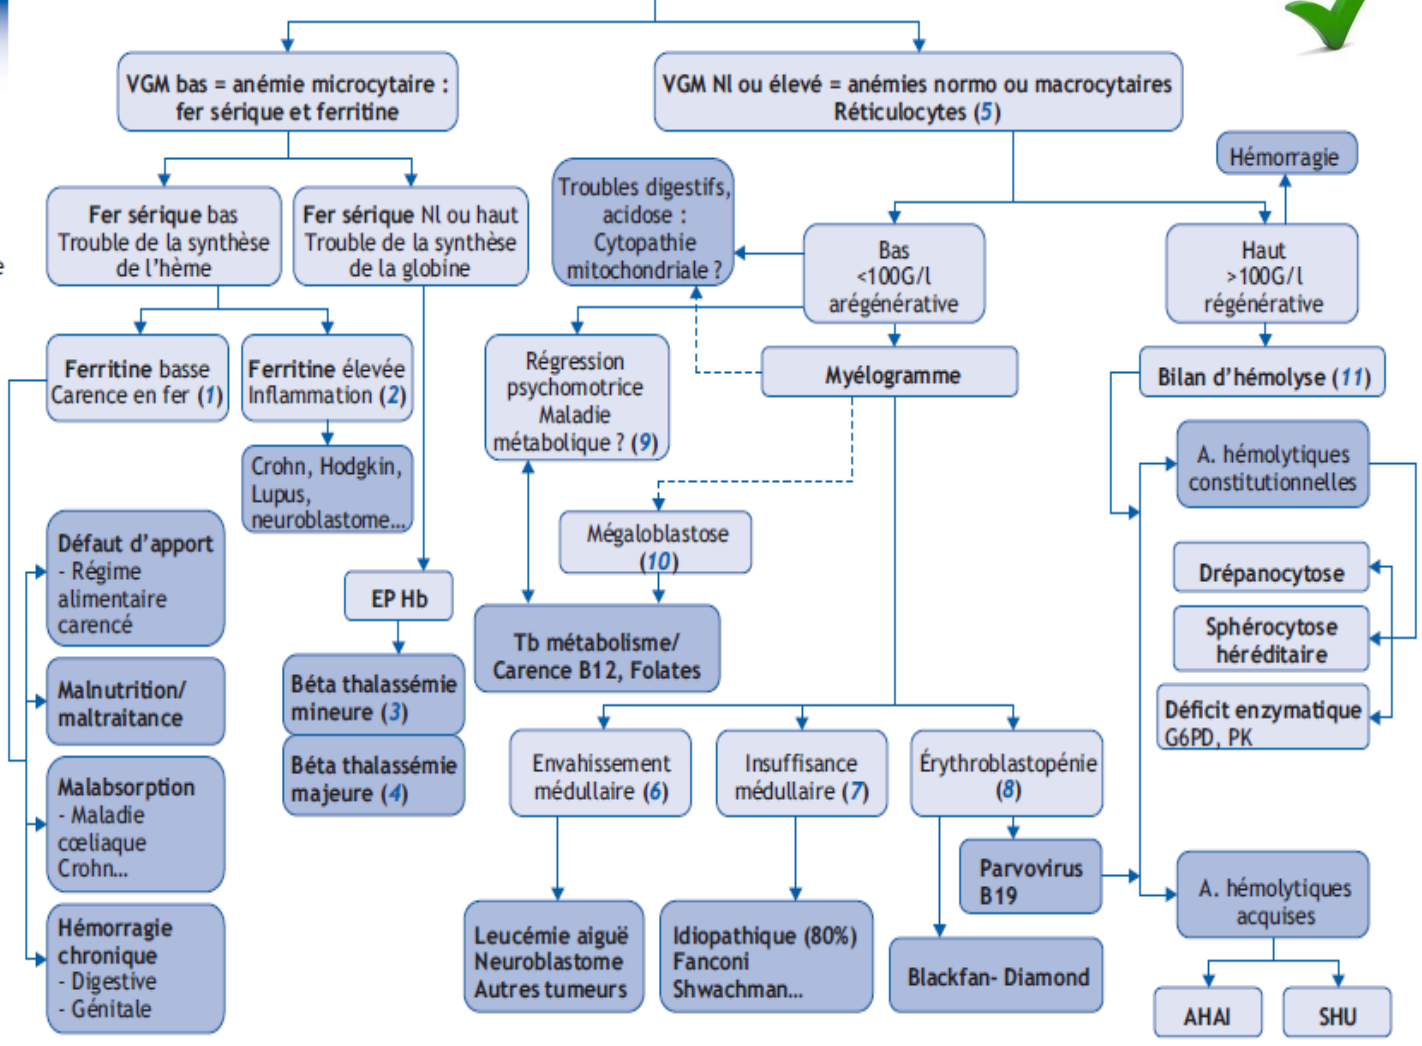 VGM bas = anémie microcytaire :
fer sérique et ferritine
VGM Nl ou élevé = anémies normo ou macrocytaires
Réticulocytes (5)
Hémorragie
Troubles digestifs,
acidose :
Cytopathie
mitochondriale ?
Fer sérique bas
Trouble de la synthèse
de l'hème
Fer sérique Nl ou haut
Trouble de la synthèse
de la globine
Bas
<100G/l
arégénérative
Haut
>100G/l
régénérative
Ferritine basse
Carence en fer (1)
Ferritine élevée
Inflammation (2)
Régression
psychomotrice
Maladie
métabolique ? (9)
Myélogramme
Bilan d'hémolyse (11)
Crohn, Hodgkin,
Lupus,
neuroblastome...
A. hémolytiques
constitutionnelles
Défaut d'apport
- Régime
alimentaire
carencé
Mégaloblastose
(10)
EP Hb
Drépanocytose
Sphérocytose
héréditaire
Tb métabolisme/
Carence B12, Folates
Malnutrition/
maltraitance
Béta thalassémie
mineure (3)
Béta thalassémie
majeure (4)
Déficit enzymatique
G6PD, PK
Malabsorption
- Maladie
cœliaque
Crohn...
Envahissement
médullaire (6)
Insuffisance
médullaire (7)
Érythroblastopénie
(8)
Parvovirus
B19
A. hémolytiques
acquises
Hémorragie
chronique
- Digestive
- Génitale
Leucémie aiguë
Neuroblastome
Autres tumeurs
Idiopathique (80%)
Fanconi
Shwachman...
Blackfan- Diamond
AHAI
SHU